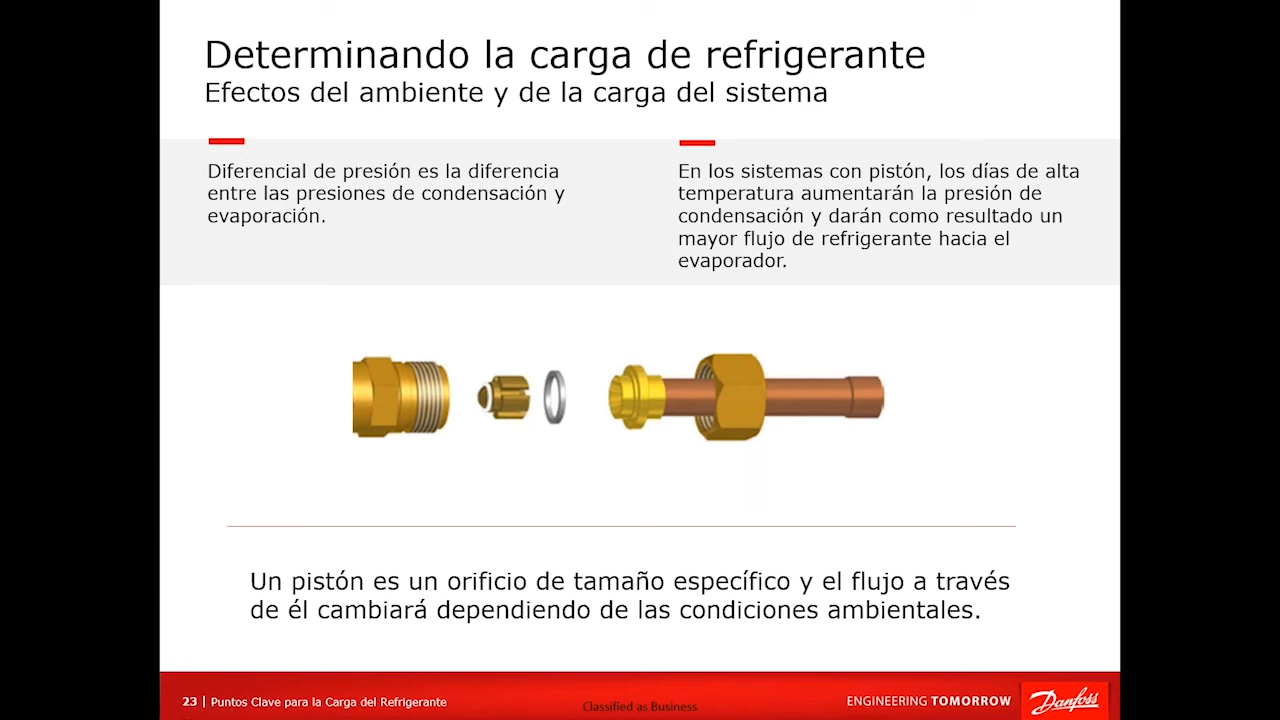 Determinando la carga de refrigerante
Efectos del ambiente y de la carga del sistema
Diferencial de presión es la diferencia
entre las presiones de condensación y
evaporación.
En los sistemas con pistón, los días de alta
temperatura aumentarán la presión de
condensación y darán como resultado un
mayor flujo de refrigerante hacia el
evaporador.
Un pistón es un orificio de tamaño específico y el flujo a través
de él cambiará dependiendo de las condiciones ambientales.
23 | Puntos Clave para la Carga del Refrigerante
Classified as Business
ENGINEERING TOMORROW
Danfoss